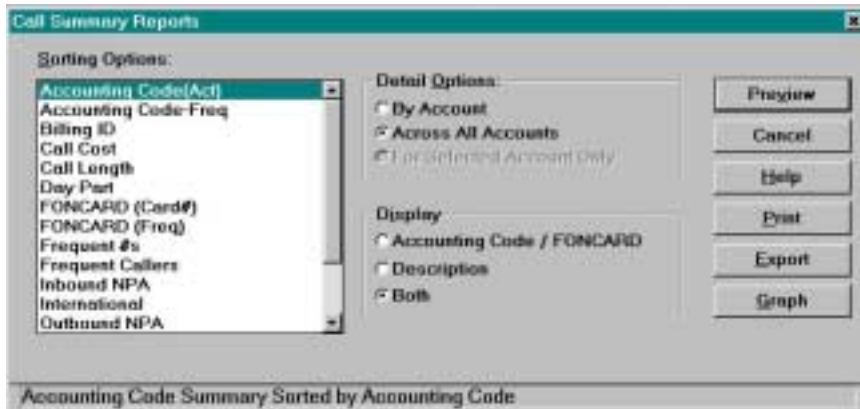 Call Summary Reports
Sorting Options:
Accounting Code(Act)
Accounting Code-Freq
Billing ID
Call Cost
Call Length
Day Part
FONCARD (Card#)
FONCARD (Freq)
Frequent #s
Frequent Callers
Inbound NPA
International
Outbound NPA
Detail Options:
By Account
Across All Accounts
For Selected Account Only
Display
Accounting Code / FONCARD
Description
Both
Preview
Cancel
Help
Print
Export
Graph
Accounting Code Summary Sorted by Accounting Code